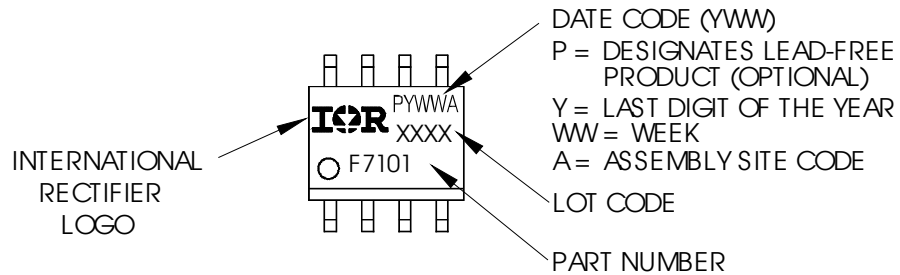 DATE CODE (YWW)
P = DESIGNATES LEAD-FREE
PRODUCT (OPTIONAL)
Y = LAST DIGIT OF THE YEAR
WW = WEEK
A = ASSEMBLY SITE CODE
LOT CODE
PART NUMBER
INTERNATIONAL
RECTIFIER
LOGO
IOR
PYWWA
XXXX
F7101